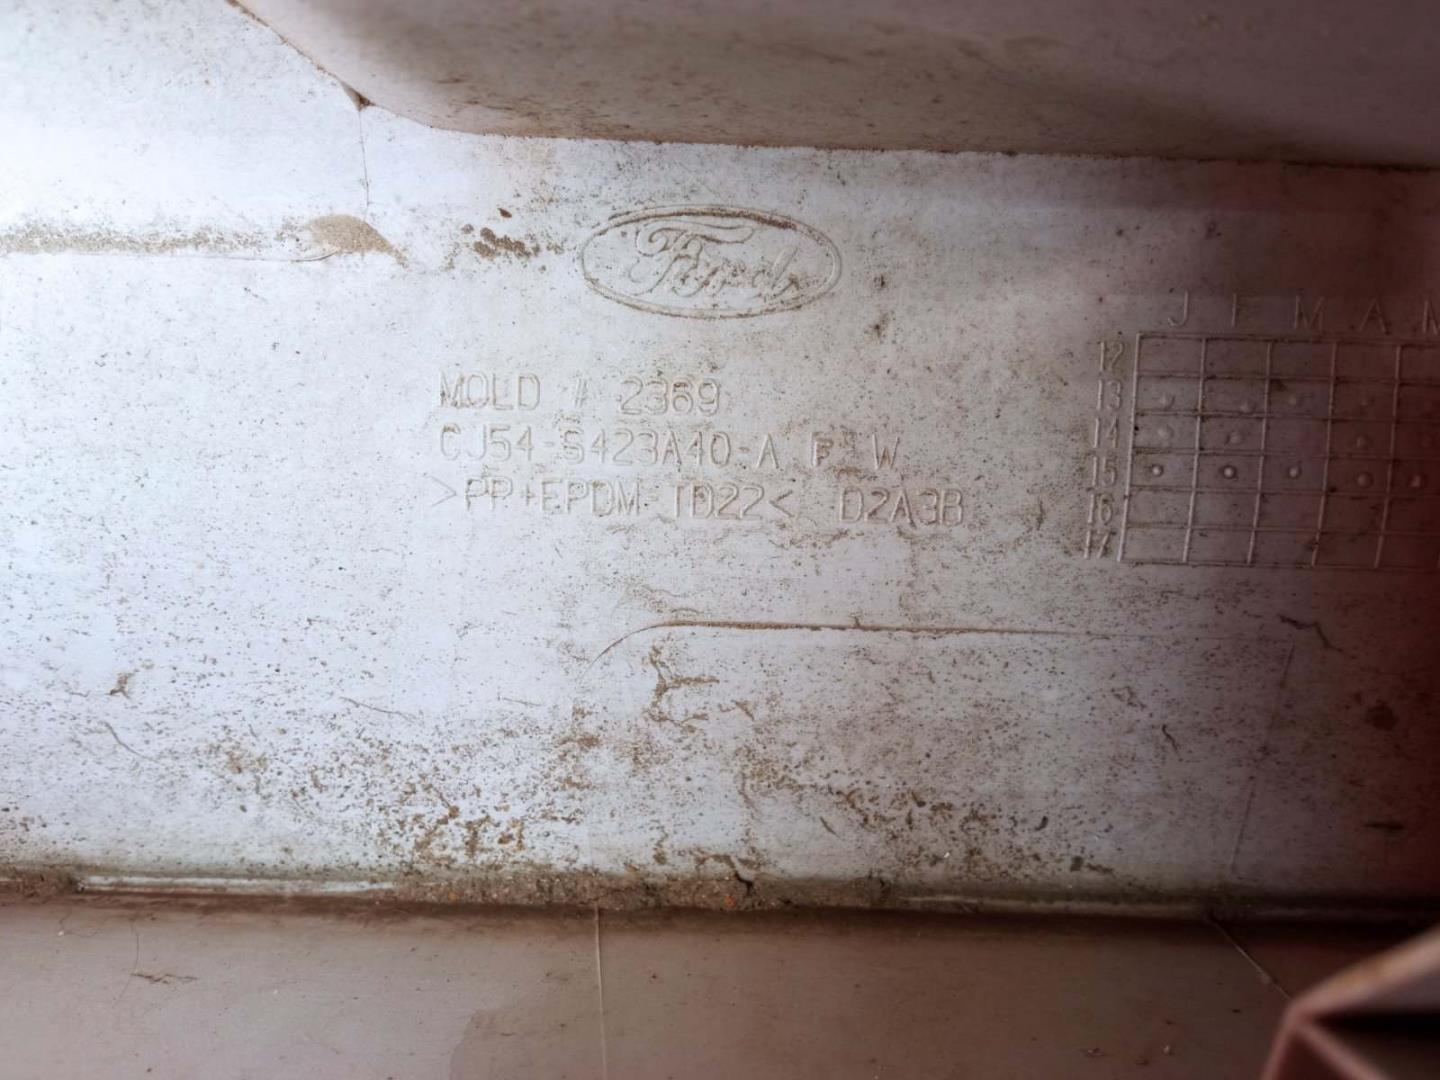 Ford
J F M A M
MOLD # 2369
CJ54-S423A40-A F W
>PP+EPDM-TD22< D2A3B
12
13
14
15
16
17